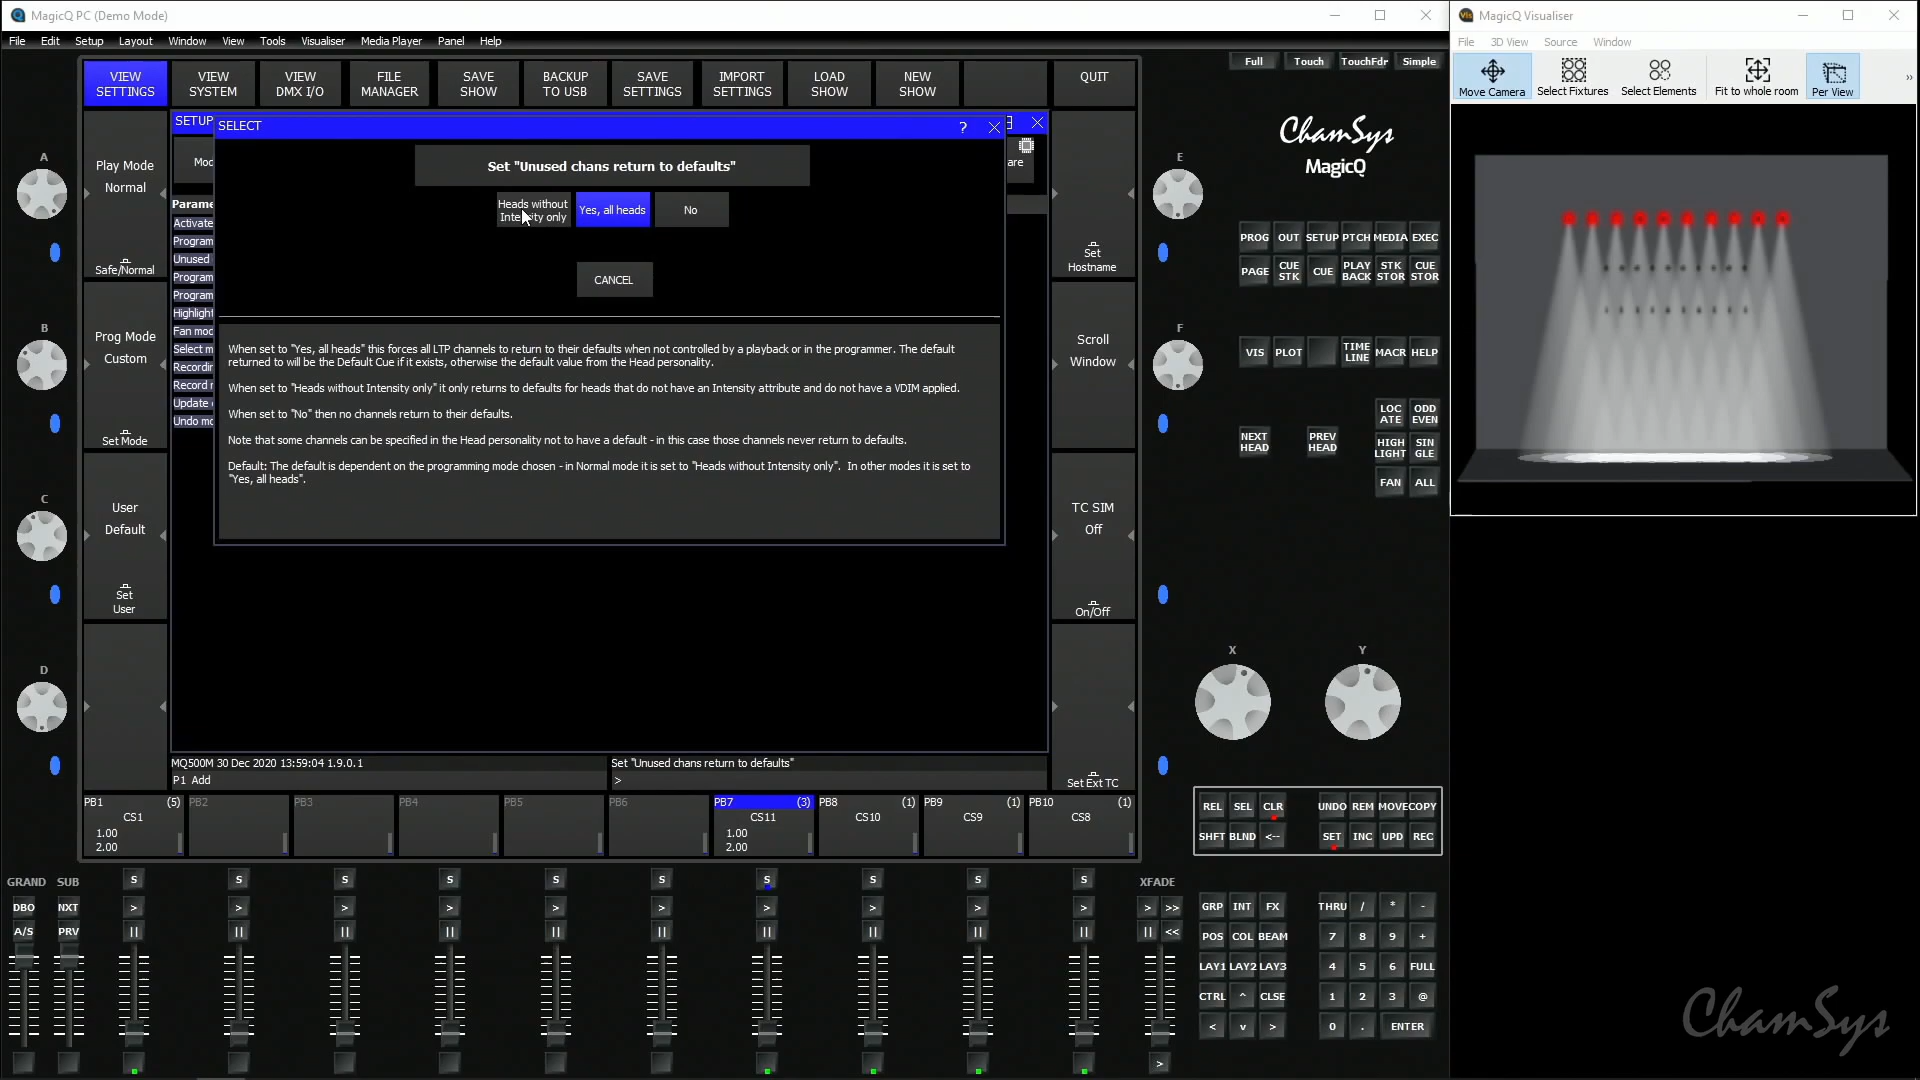 MagicQ PC (Demo Mode)
File Edit Setup Layout Window View Tools Visualiser Media Player Panel Help
VIEW SETTINGS
VIEW SYSTEM
VIEW DMX I/O
FILE MANAGER
SAVE SHOW
BACKUP TO USB
SAVE SETTINGS
IMPORT SETTINGS
LOAD SHOW
NEW SHOW
QUIT
Full Touch TouchFdr Simple
SETUP
SELECT
?
Set "Unused chans return to defaults"
Heads without Intensity only
Yes, all heads
No
CANCEL
When set to "Yes, all heads" this forces all LTP channels to return to their defaults when not controlled by a playback or in the programmer. The default
returned to will be the Default Cue if it exists, otherwise the default value from the Head personality.
When set to "Heads without Intensity only" it only returns to defaults for heads that do not have an Intensity attribute and do not have a VDIM applied.
When set to "No" then no channels return to their defaults.
Note that some channels can be specified in the Head personality not to have a default - in this case those channels never return to defaults.
Default: The default is dependent on the programming mode chosen - in Normal mode it is set to "Heads without Intensity only". In other modes it is set to
"Yes, all heads".
Moc
are
Parame
Activate
Program
Unused
Program
Program
Highlight
Fan mod
Select m
Recordin
Record r
Update
Undo mo
A
Play Mode
Normal
Safe/Normal
B
Prog Mode
Custom
Set Mode
C
User
Default
Set
User
D
Set
Hostname
Scroll
Window
TC SIM
Off
On/Off
Set Ext TC
E
F
X
Y
ChamSys
MagicQ
PROG OUT SETUP PTCH MEDIA EXEC
PAGE CUE STK CUE PLAY BACK STK STOR CUE STOR
VIS PLOT TIME LINE MACR HELP
LOC ATE ODD EVEN
NEXT HEAD PREV HEAD HIGH LIGHT SIN GLE
FAN ALL
MQ500M 30 Dec 2020 13:59:04 1.9.0.1
P1 Add
Set "Unused chans return to defaults"
>
PB1 (5) PB2 PB3 PB4 PB5 PB6 PB7 (3) PB8 (1) PB9 (1) PB10 (1)
CS1 CS11 CS10 CS9 CS8
1.00 1.00
2.00 2.00
REL SEL CLR UNDO REM MOVE COPY
SHFT BLND <-- SET INC UPD REC
GRAND SUB
XFADE
S S S S S S S S S S
DBO NXT > > > > > > > > > > > >>
A/S PRV || || || || || || || || || || || <<
>
GRP INT FX THRU / * -
POS COL BEAM 7 8 9 +
LAY1 LAY2 LAY3 4 5 6 FULL
CTRL ^ CLSE 1 2 3 @
< v > 0 . ENTER
MagicQ Visualiser
File 3D View Source Window
Move Camera Select Fixtures Select Elements Fit to whole room Per View »
ChamSys